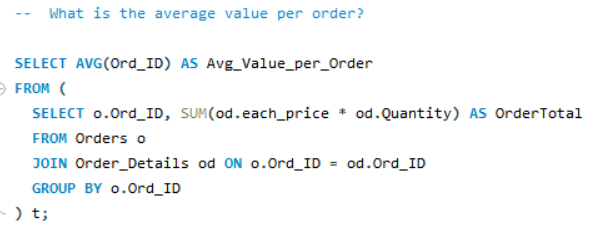 -- What is the average value per order?
SELECT AVG(Ord_ID) AS Avg_Value_per_Order
FROM (
SELECT o.Ord_ID, SUM(od.each_price * od.Quantity) AS OrderTotal
FROM Orders o
JOIN Order_Details od ON o.Ord_ID = od.Ord_ID
GROUP BY o.Ord_ID
) t;